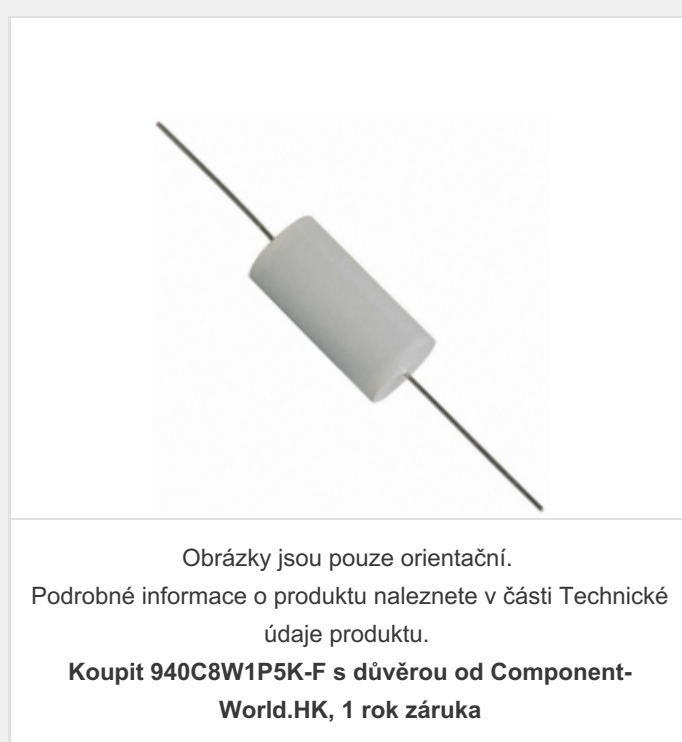 Obrázky jsou pouze orientační.
Podrobné informace o produktu naleznete v části Technické
údaje produktu.
Koupit 940C8W1P5K-F s důvěrou od Component-
World.HK, 1 rok záruka